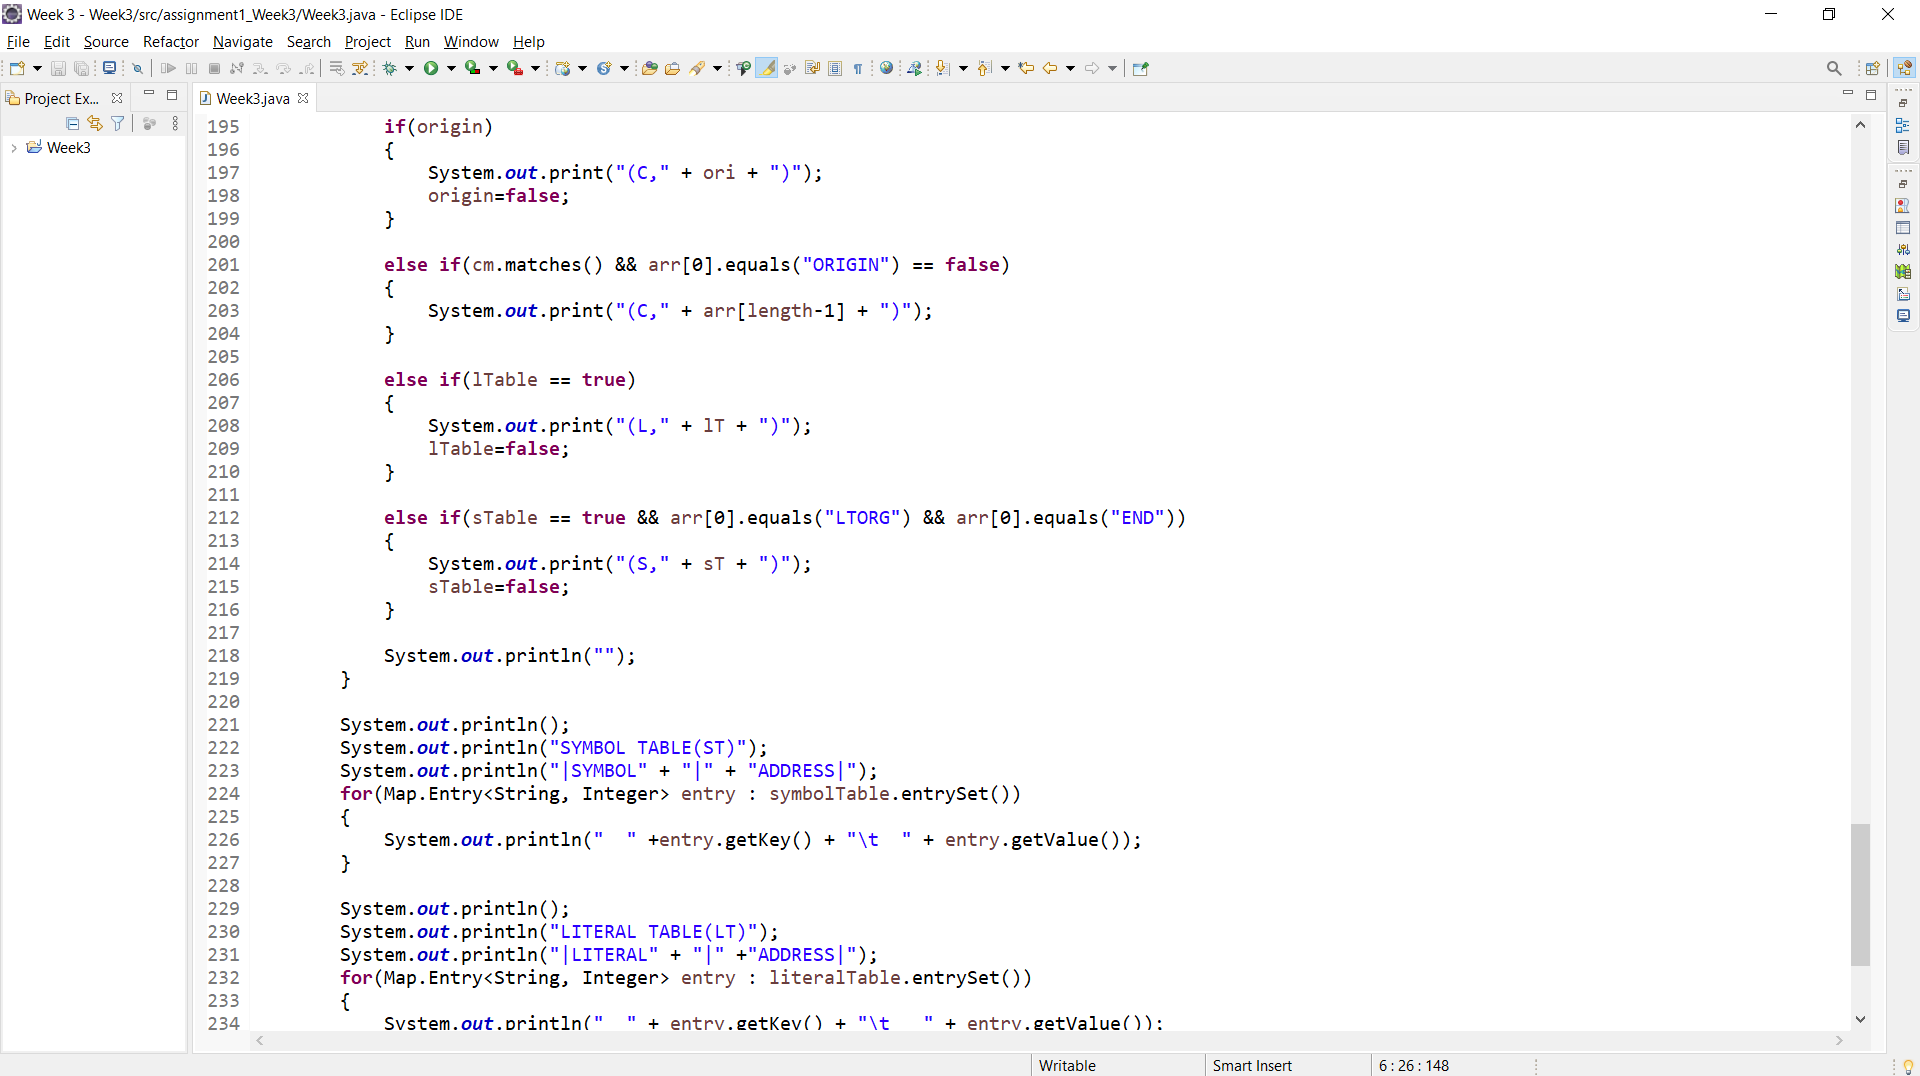 Week 3 - Week3/src/assignment1_Week3/Week3.java - Eclipse IDE
File Edit Source Refactor Navigate Search Project Run Window Help
Project Ex...
Week3
Week3.java
195 if(origin)
196 {
197 System.out.print("(C," + ori + ")");
198 origin=false;
199 }
200
201 else if(cm.matches() && arr[0].equals("ORIGIN") == false)
202 {
203 System.out.print("(C," + arr[length-1] + ")");
204 }
205
206 else if(lTable == true)
207 {
208 System.out.print("(L," + lT + ")");
209 lTable=false;
210 }
211
212 else if(sTable == true && arr[0].equals("LTORG") && arr[0].equals("END"))
213 {
214 System.out.print("(S," + sT + ")");
215 sTable=false;
216 }
217
218 System.out.println("");
219 }
220
221 System.out.println();
222 System.out.println("SYMBOL TABLE(ST)");
223 System.out.println("|SYMBOL" + "|" + "ADDRESS|");
224 for(Map.Entry<String, Integer> entry : symbolTable.entrySet())
225 {
226 System.out.println("  " +entry.getKey() + "\t  " + entry.getValue());
227 }
228
229 System.out.println();
230 System.out.println("LITERAL TABLE(LT)");
231 System.out.println("|LITERAL" + "|" +"ADDRESS|");
232 for(Map.Entry<String, Integer> entry : literalTable.entrySet())
233 {
234 System.out.println("  " + entry.getKey() + "\t   " + entry.getValue());
Writable Smart Insert 6 : 26 : 148